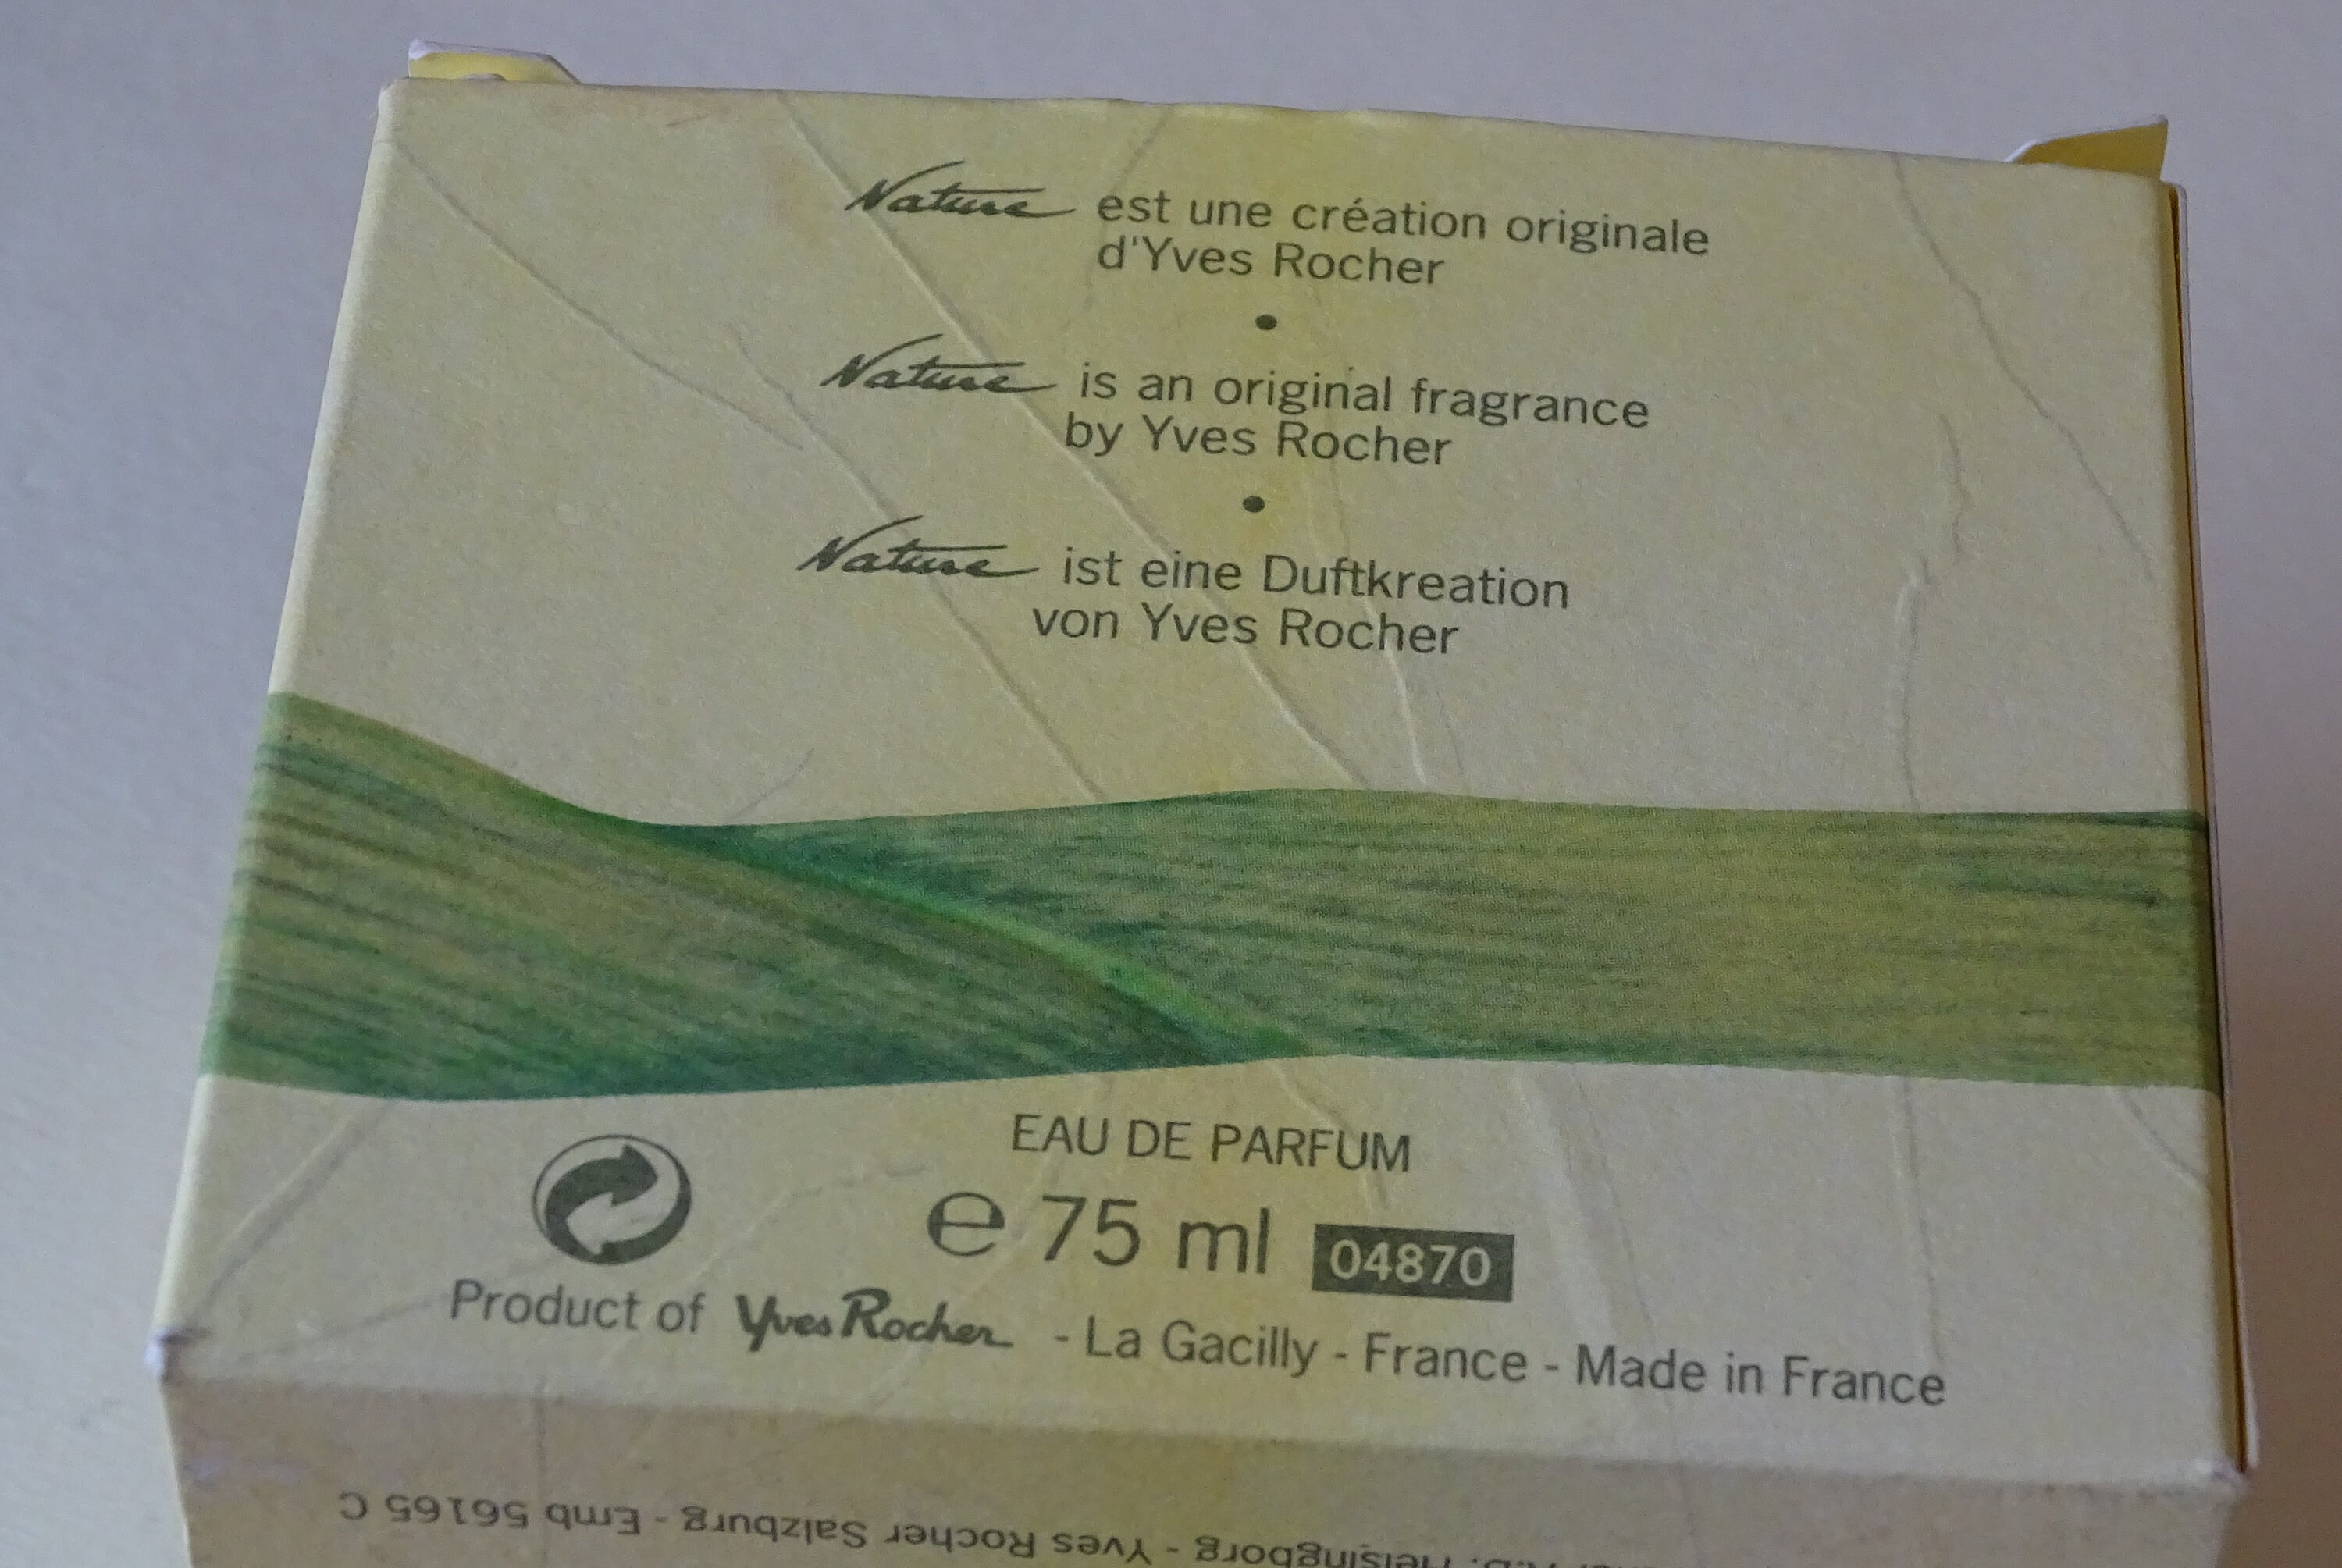 Nature est une création originale
d'Yves Rocher
•
Nature is an original fragrance
by Yves Rocher
•
Nature ist eine Duftkreation
von Yves Rocher
EAU DE PARFUM
e 75 ml 04870
Product of Yves Rocher - La Gacilly - France - Made in France
Helsingborg - Yves Rocher Salzburg - Emb 56165 C